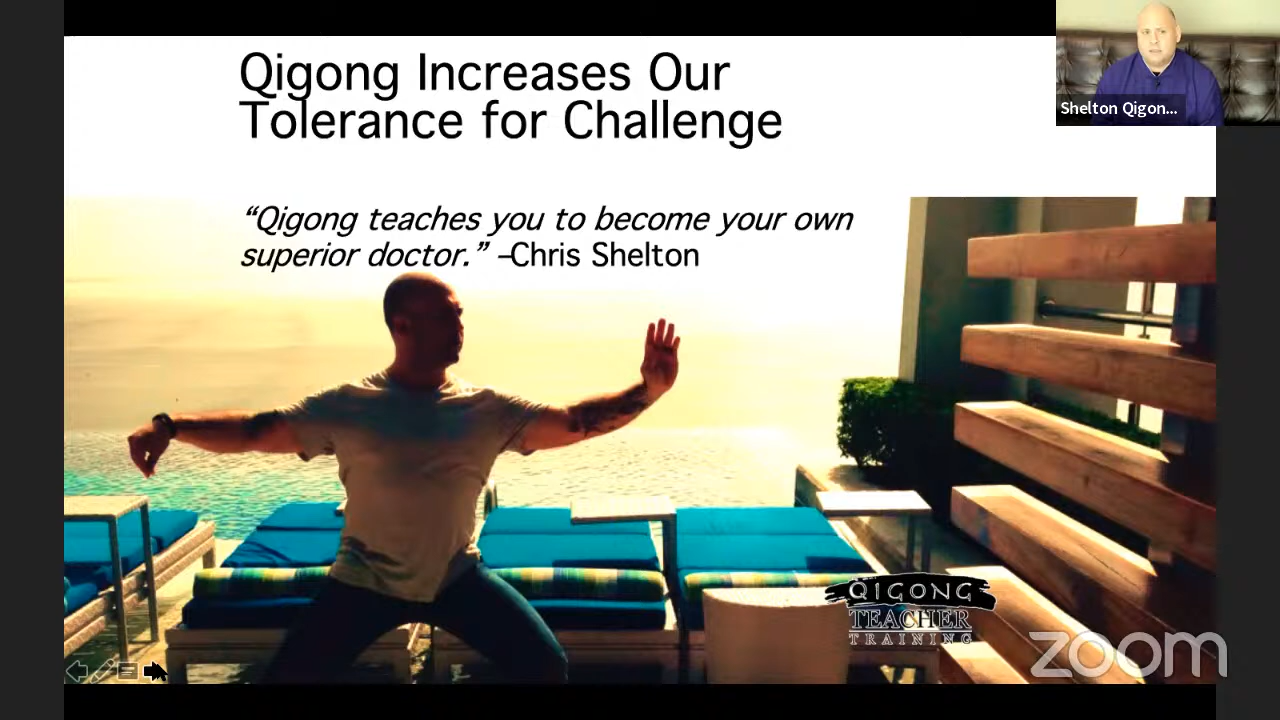 Qigong Increases Our
Tolerance for Challenge
“Qigong teaches you to become your own
superior doctor.” –Chris Shelton
Shelton Qigon...
QIGONG
TEACHER
TRAINING
zoom